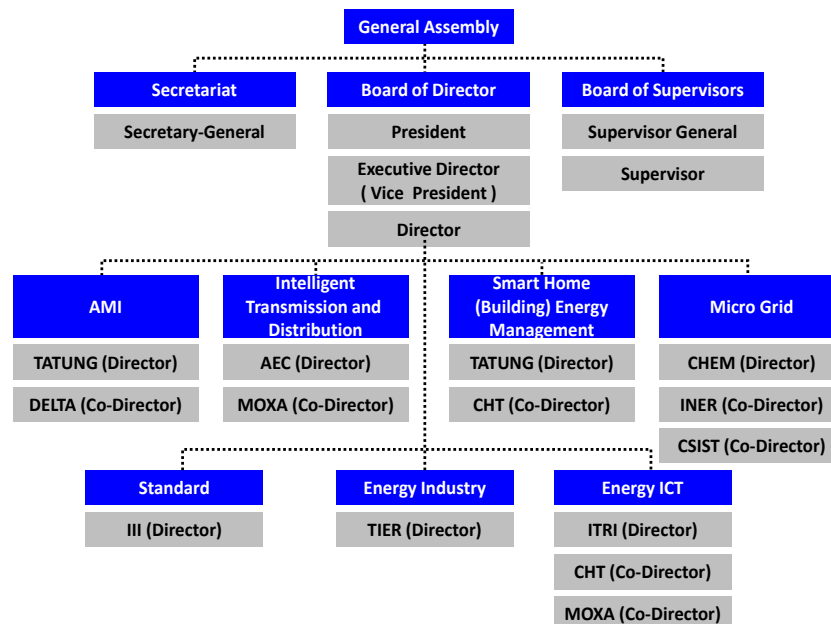 General Assembly
Secretariat
Board of Director
Board of Supervisors
Secretary-General
President
Supervisor General
Executive Director
( Vice President )
Supervisor
Director
AMI
Intelligent
Transmission and
Distribution
Smart Home
(Building) Energy
Management
Micro Grid
TATUNG (Director)
AEC (Director)
TATUNG (Director)
CHEM (Director)
DELTA (Co-Director)
MOXA (Co-Director)
CHT (Co-Director)
INER (Co-Director)
CSIST (Co-Director)
Standard
Energy Industry
Energy ICT
III (Director)
TIER (Director)
ITRI (Director)
CHT (Co-Director)
MOXA (Co-Director)